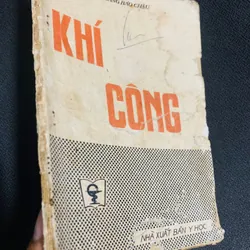 KHÍ
CÔNG
NHÀ XUẤT BẢN Y HỌC